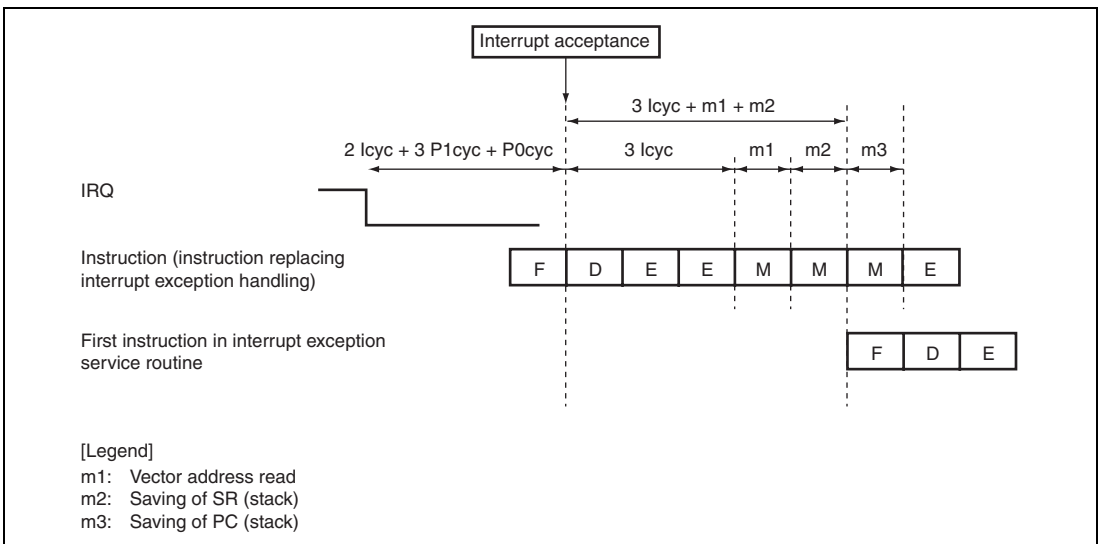 Interrupt acceptance
3 Icyc + m1 + m2
2 Icyc + 3 P1cyc + P0cyc 3 Icyc m1 m2 m3
IRQ
Instruction (instruction replacing
interrupt exception handling)
F D E E M M M E
First instruction in interrupt exception
service routine
F D E
[Legend]
m1: Vector address read
m2: Saving of SR (stack)
m3: Saving of PC (stack)